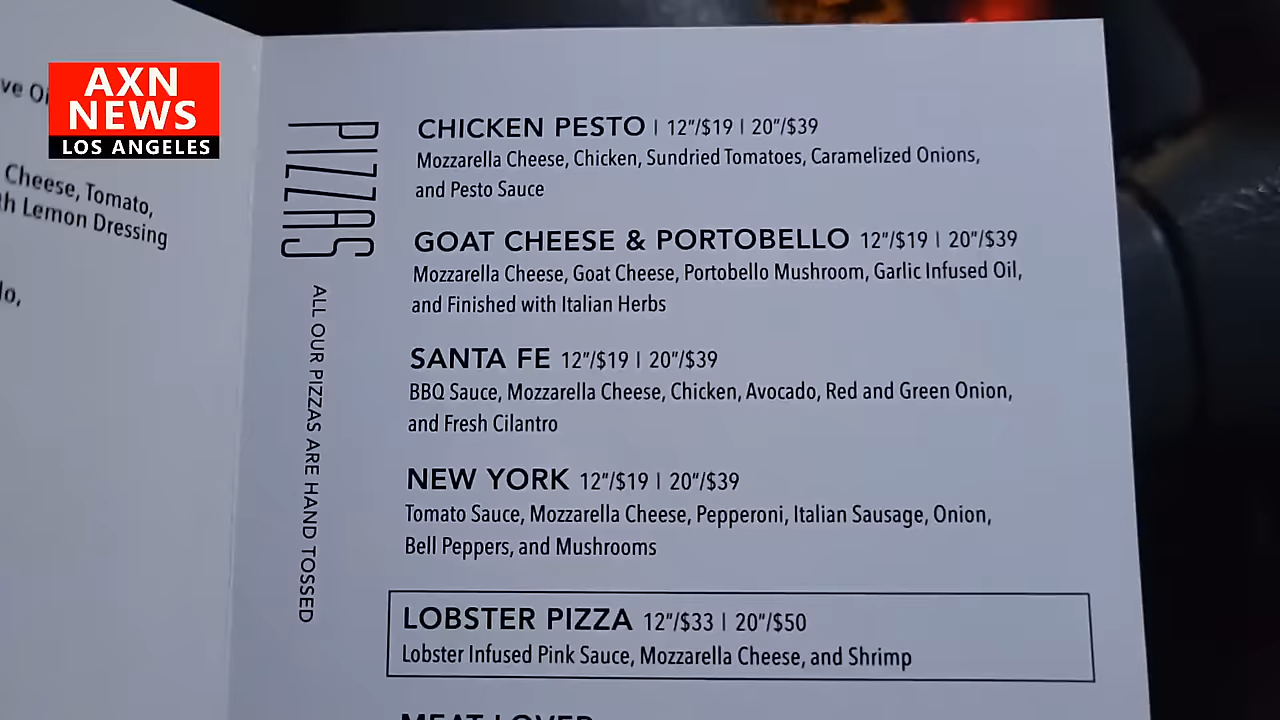 AXN
NEWS
LOS ANGELES
Cheese, Tomato,
Lemon Dressing
PIZZAS
ALL OUR PIZZAS ARE HAND TOSSED
CHICKEN PESTO | 12"/$19 | 20"/$39
Mozzarella Cheese, Chicken, Sundried Tomatoes, Caramelized Onions,
and Pesto Sauce
GOAT CHEESE & PORTOBELLO 12"/$19 | 20"/$39
Mozzarella Cheese, Goat Cheese, Portobello Mushroom, Garlic Infused Oil,
and Finished with Italian Herbs
SANTA FE 12"/$19 | 20"/$39
BBQ Sauce, Mozzarella Cheese, Chicken, Avocado, Red and Green Onion,
and Fresh Cilantro
NEW YORK 12"/$19 | 20"/$39
Tomato Sauce, Mozzarella Cheese, Pepperoni, Italian Sausage, Onion,
Bell Peppers, and Mushrooms
LOBSTER PIZZA 12"/$33 | 20"/$50
Lobster Infused Pink Sauce, Mozzarella Cheese, and Shrimp
MEAT LOVER